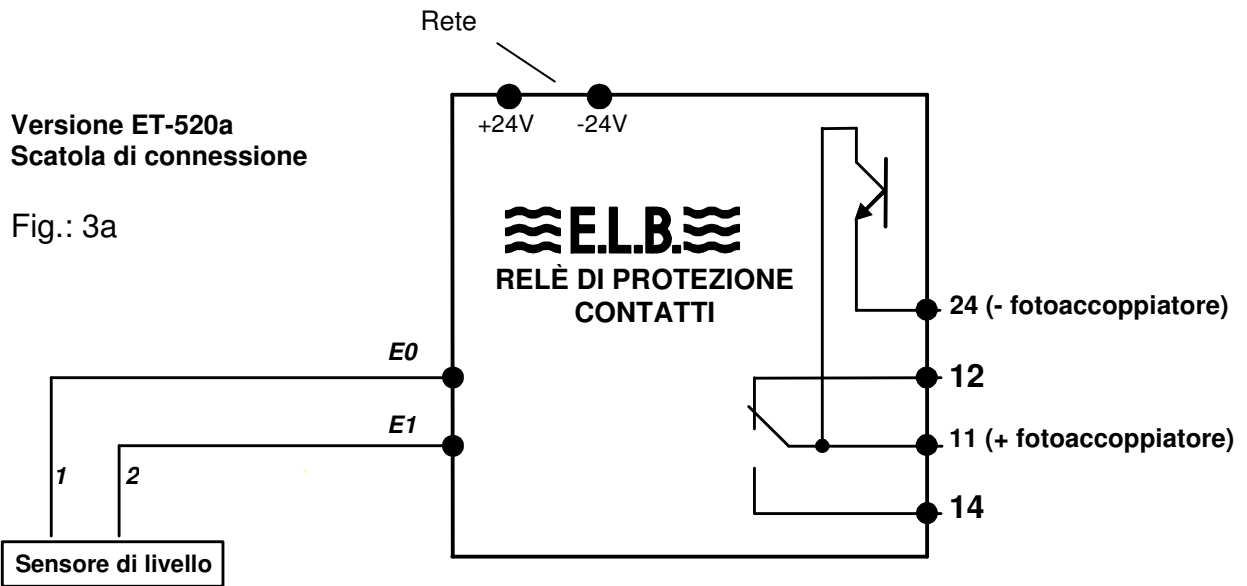 Rete
Versione ET-520a
Scatola di connessione
Fig.: 3a
+24V
-24V
E.L.B.
RELÈ DI PROTEZIONE
CONTATTI
24 (- fotoaccoppiatore)
E0
12
E1
11 (+ fotoaccoppiatore)
1
2
14
Sensore di livello